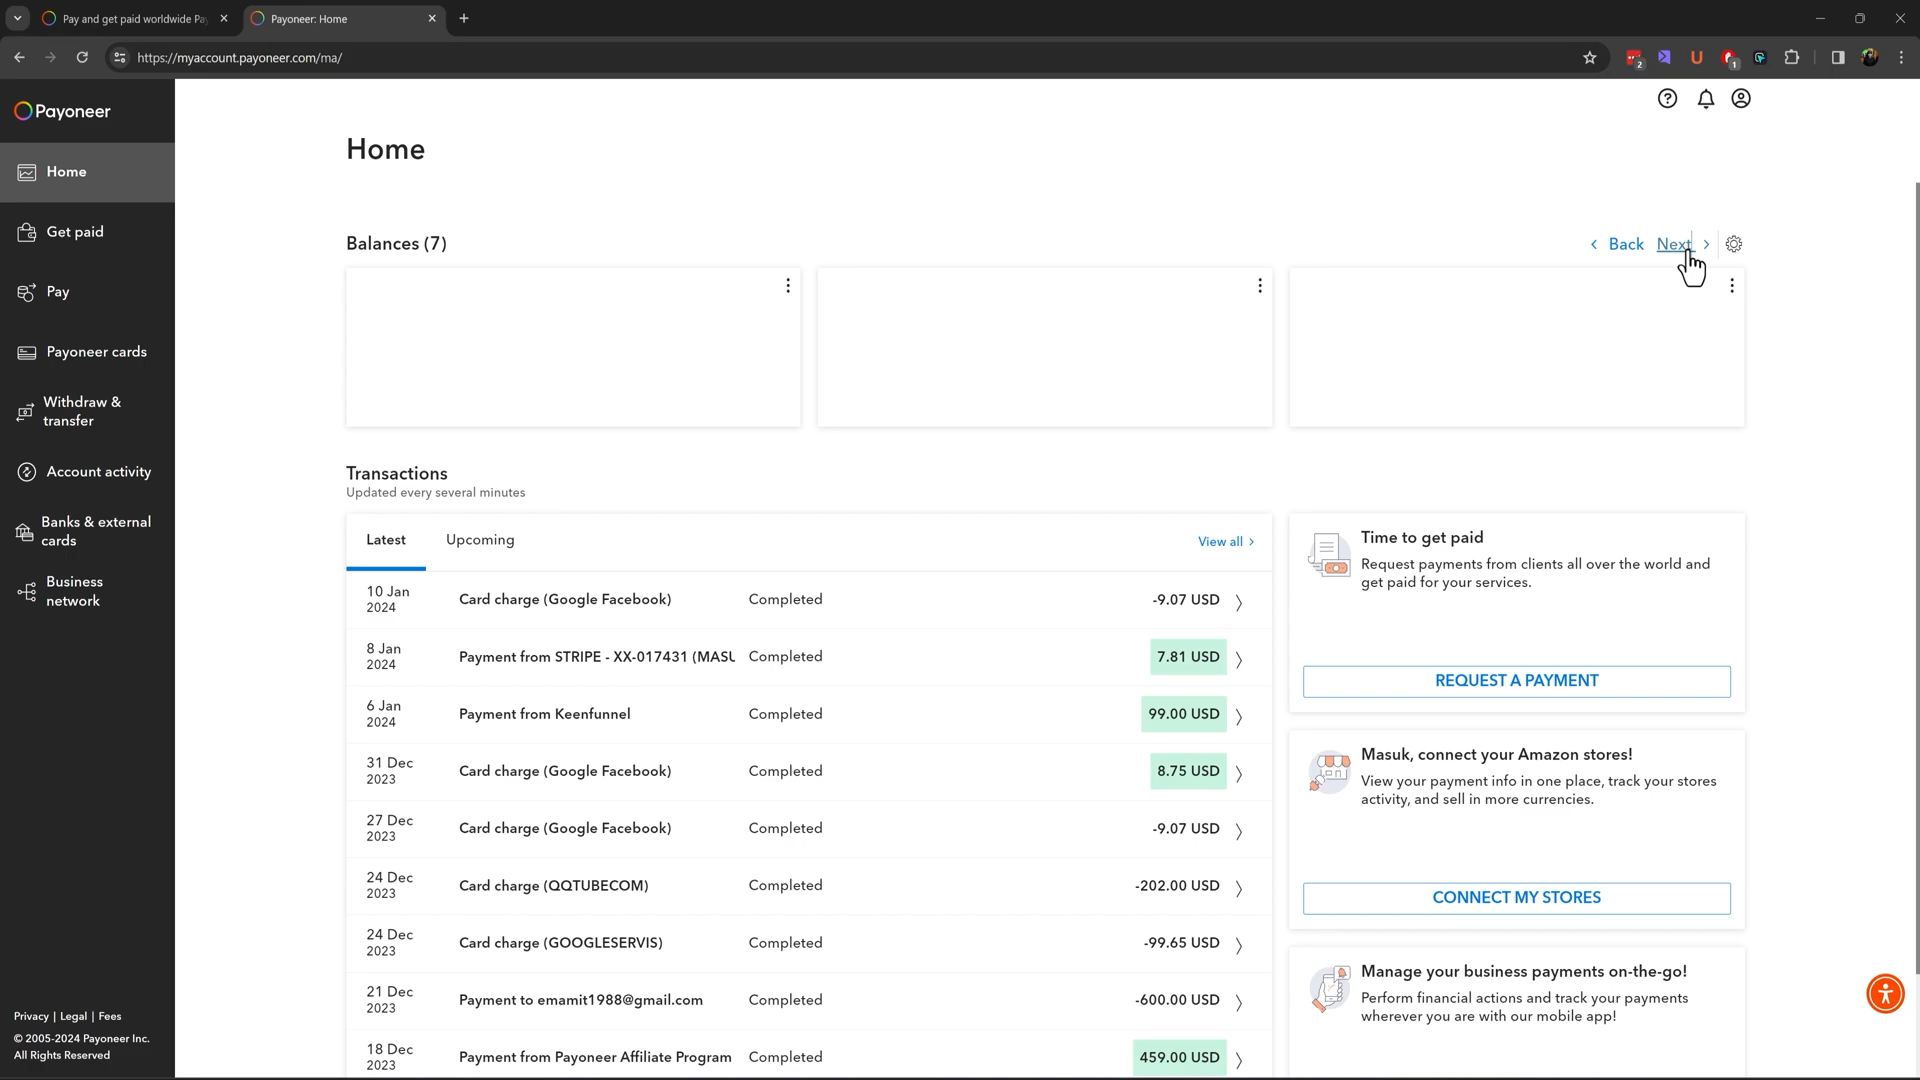 Pay and get paid worldwide Pa
Payoneer: Home
https://myaccount.payoneer.com/ma/
2
U
1
Payoneer
Home
Get paid
Pay
Payoneer cards
Withdraw &
transfer
Account activity
Banks & external
cards
Business
network
Privacy | Legal | Fees
© 2005-2024 Payoneer Inc.
All Rights Reserved
Home
Balances (7)
Back Next
Transactions
Updated every several minutes
Latest Upcoming View all
10 Jan
2024
Card charge (Google Facebook) Completed -9.07 USD
8 Jan
2024
Payment from STRIPE - XX-017431 (MASU Completed 7.81 USD
6 Jan
2024
Payment from Keenfunnel Completed 99.00 USD
31 Dec
2023
Card charge (Google Facebook) Completed 8.75 USD
27 Dec
2023
Card charge (Google Facebook) Completed -9.07 USD
24 Dec
2023
Card charge (QQTUBECOM) Completed -202.00 USD
24 Dec
2023
Card charge (GOOGLESERVIS) Completed -99.65 USD
21 Dec
2023
Payment to emamit1988@gmail.com Completed -600.00 USD
18 Dec
2023
Payment from Payoneer Affiliate Program Completed 459.00 USD
Time to get paid
Request payments from clients all over the world and
get paid for your services.
REQUEST A PAYMENT
Masuk, connect your Amazon stores!
View your payment info in one place, track your stores
activity, and sell in more currencies.
CONNECT MY STORES
Manage your business payments on-the-go!
Perform financial actions and track your payments
wherever you are with our mobile app!